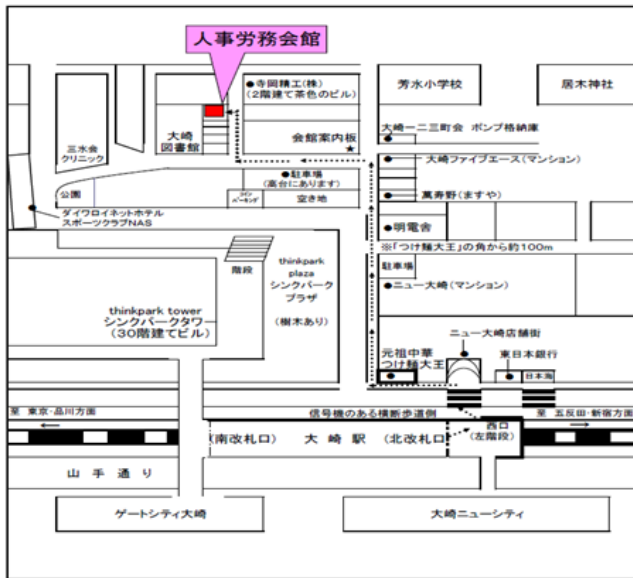 人事労務会館
●寺岡精工(株)
(2階建て茶色のビル)
芳水小学校
居木神社
三水会
クリニック
大崎
図書館
会館案内板
★
大崎一二三町会 ポンプ格納庫
●大崎ファイブエース(マンション)
●駐車場
(高台にあります)
公園
コイン
パーキング
空き地
●萬寿野(ますや)
ダイワロイネットホテル
スポーツクラブNAS
●明電舎
※「つけ麺大王」の角から約100m
階段
thinkpark
plaza
シンクパーク
プラザ
(樹木あり)
駐車場
●ニュー大崎(マンション)
thinkpark tower
シンクパークタワー
(30階建てビル)
ニュー大崎店舗街
元祖中華
つけ麺大王
東日本銀行
日本海
至 東京・品川方面
信号機のある横断歩道側
至 五反田・新宿方面
←
(南改札口) 大崎駅 (北改札口)
西口
(左階段)
→
山手通り
ゲートシティ大崎
大崎ニューシティ